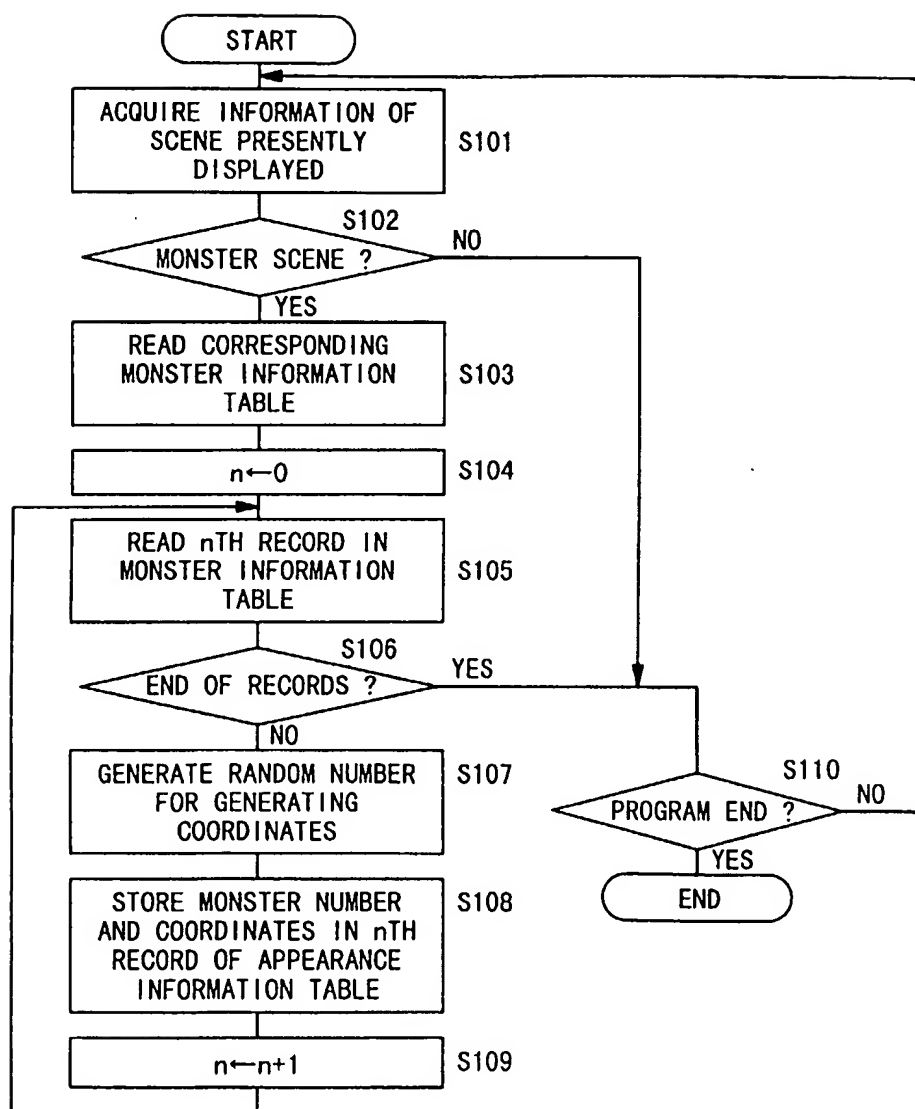 START
ACQUIRE INFORMATION OF
SCENE PRESENTLY
DISPLAYED
S101
S102
MONSTER SCENE ?
NO
YES
READ CORRESPONDING
MONSTER INFORMATION
TABLE
S103
n←0
S104
READ nTH RECORD IN
MONSTER INFORMATION
TABLE
S105
S106
END OF RECORDS ?
YES
NO
GENERATE RANDOM NUMBER
FOR GENERATING
COORDINATES
S107
STORE MONSTER NUMBER
AND COORDINATES IN nTH
RECORD OF APPEARANCE
INFORMATION TABLE
S108
n←n+1
S109
S110
PROGRAM END ?
NO
YES
END